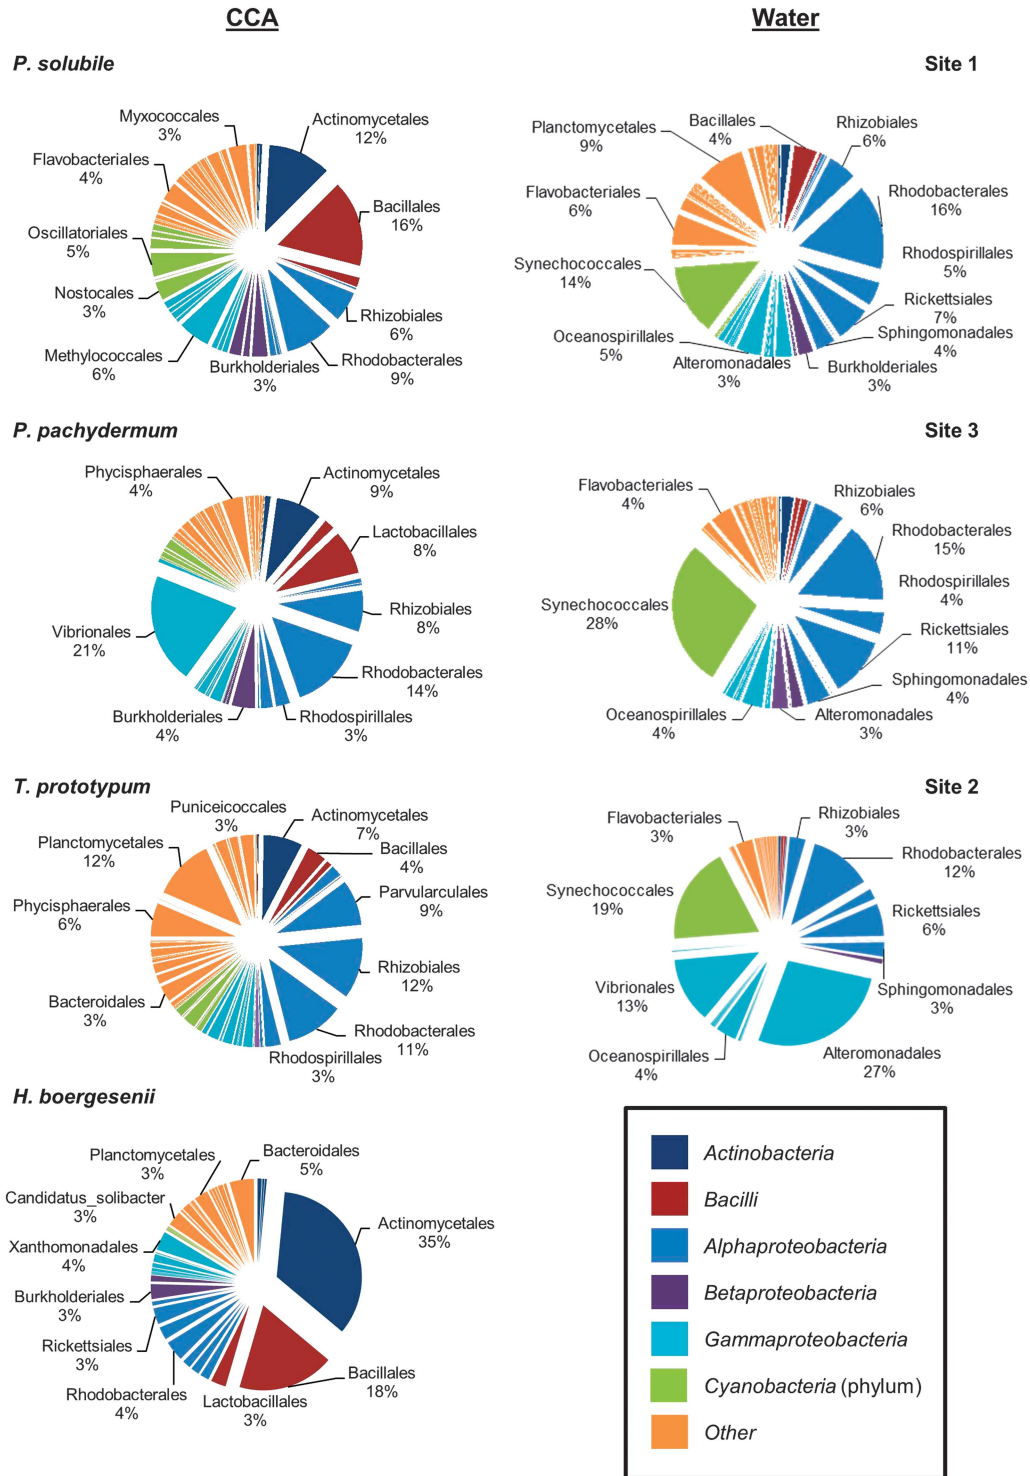 CCA
Water
P. solubile
Site 1
Myxococcales
3%
Actinomycetales
12%
Flavobacteriales
4%
Bacillales
16%
Oscillatoriales
5%
Nostocales
3%
Rhizobiales
6%
Methylococcales
6%
Burkholderiales
3%
Rhodobacterales
9%
Planctomycetales
9%
Bacillales
4%
Rhizobiales
6%
Flavobacteriales
6%
Rhodobacterales
16%
Synechococcales
14%
Rhodospirillales
5%
Rickettsiales
7%
Oceanospirillales
5%
Sphingomonadales
4%
Alteromonadales
3%
Burkholderiales
3%
P. pachydermum
Site 3
Phycisphaerales
4%
Actinomycetales
9%
Lactobacillales
8%
Rhizobiales
8%
Vibrionales
21%
Rhodobacterales
14%
Burkholderiales
4%
Rhodospirillales
3%
Flavobacteriales
4%
Rhizobiales
6%
Rhodobacterales
15%
Rhodospirillales
4%
Synechococcales
28%
Rickettsiales
11%
Sphingomonadales
4%
Oceanospirillales
4%
Alteromonadales
3%
T. prototypum
Site 2
Puniceicoccales
3%
Actinomycetales
7%
Planctomycetales
12%
Bacillales
4%
Parvularculales
9%
Phycisphaerales
6%
Rhizobiales
12%
Bacteroidales
3%
Rhodobacterales
11%
Rhodospirillales
3%
Flavobacteriales
3%
Rhizobiales
3%
Rhodobacterales
12%
Synechococcales
19%
Rickettsiales
6%
Vibrionales
13%
Sphingomonadales
3%
Oceanospirillales
4%
Alteromonadales
27%
H. boergesenii
Planctomycetales
3%
Bacteroidales
5%
Candidatus_solibacter
3%
Actinomycetales
35%
Xanthomonadales
4%
Burkholderiales
3%
Rickettsiales
3%
Rhodobacterales
4%
Lactobacillales
3%
Bacillales
18%
Actinobacteria
Bacilli
Alphaproteobacteria
Betaproteobacteria
Gammaproteobacteria
Cyanobacteria (phylum)
Other